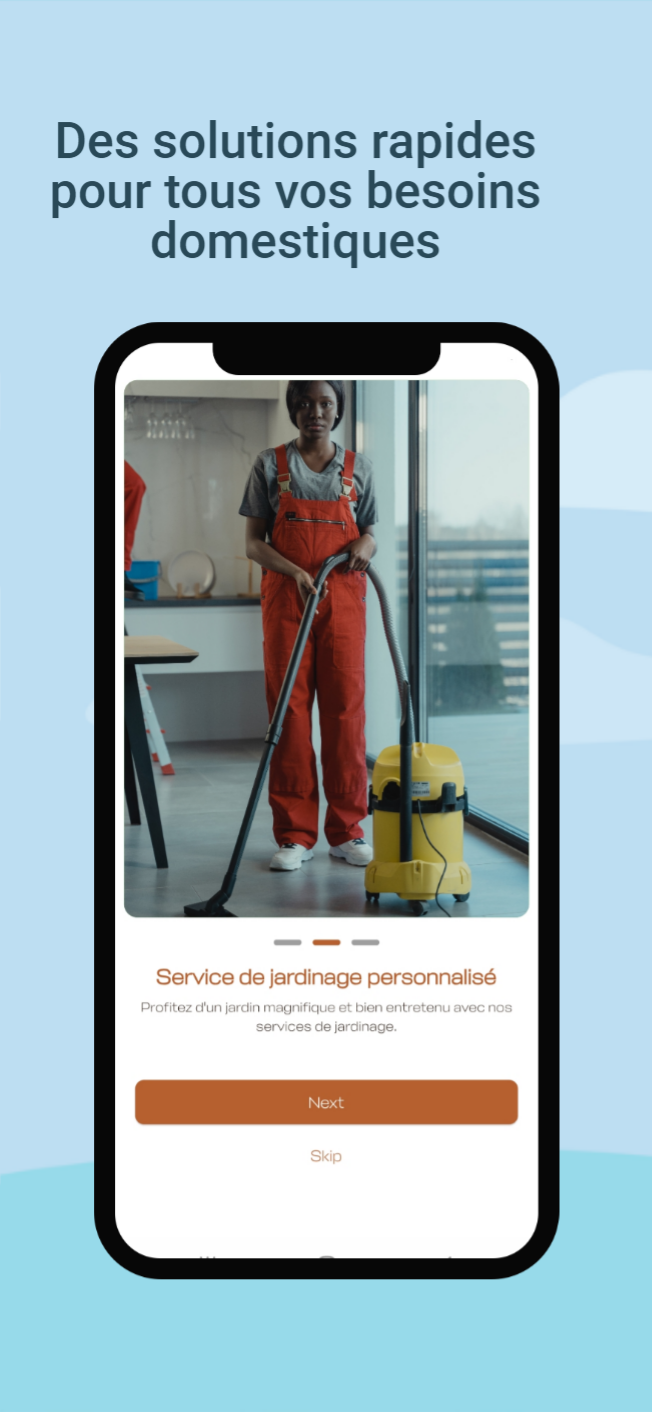 Des solutions rapides
pour tous vos besoins
domestiques
Service de jardinage personnalisé
Profitez d'un jardin magnifique et bien entretenu avec nos
services de jardinage.
Next
Skip